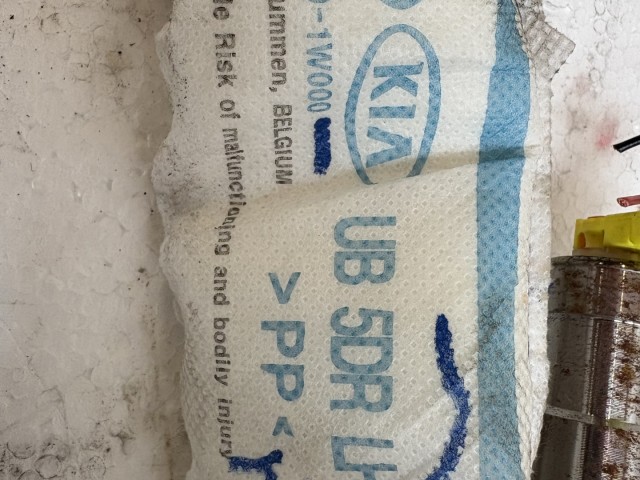 KIA UB 5DR
-1W000
>PP<
ummen, BELGIUM
Risk of malfunctioning and bodily injury